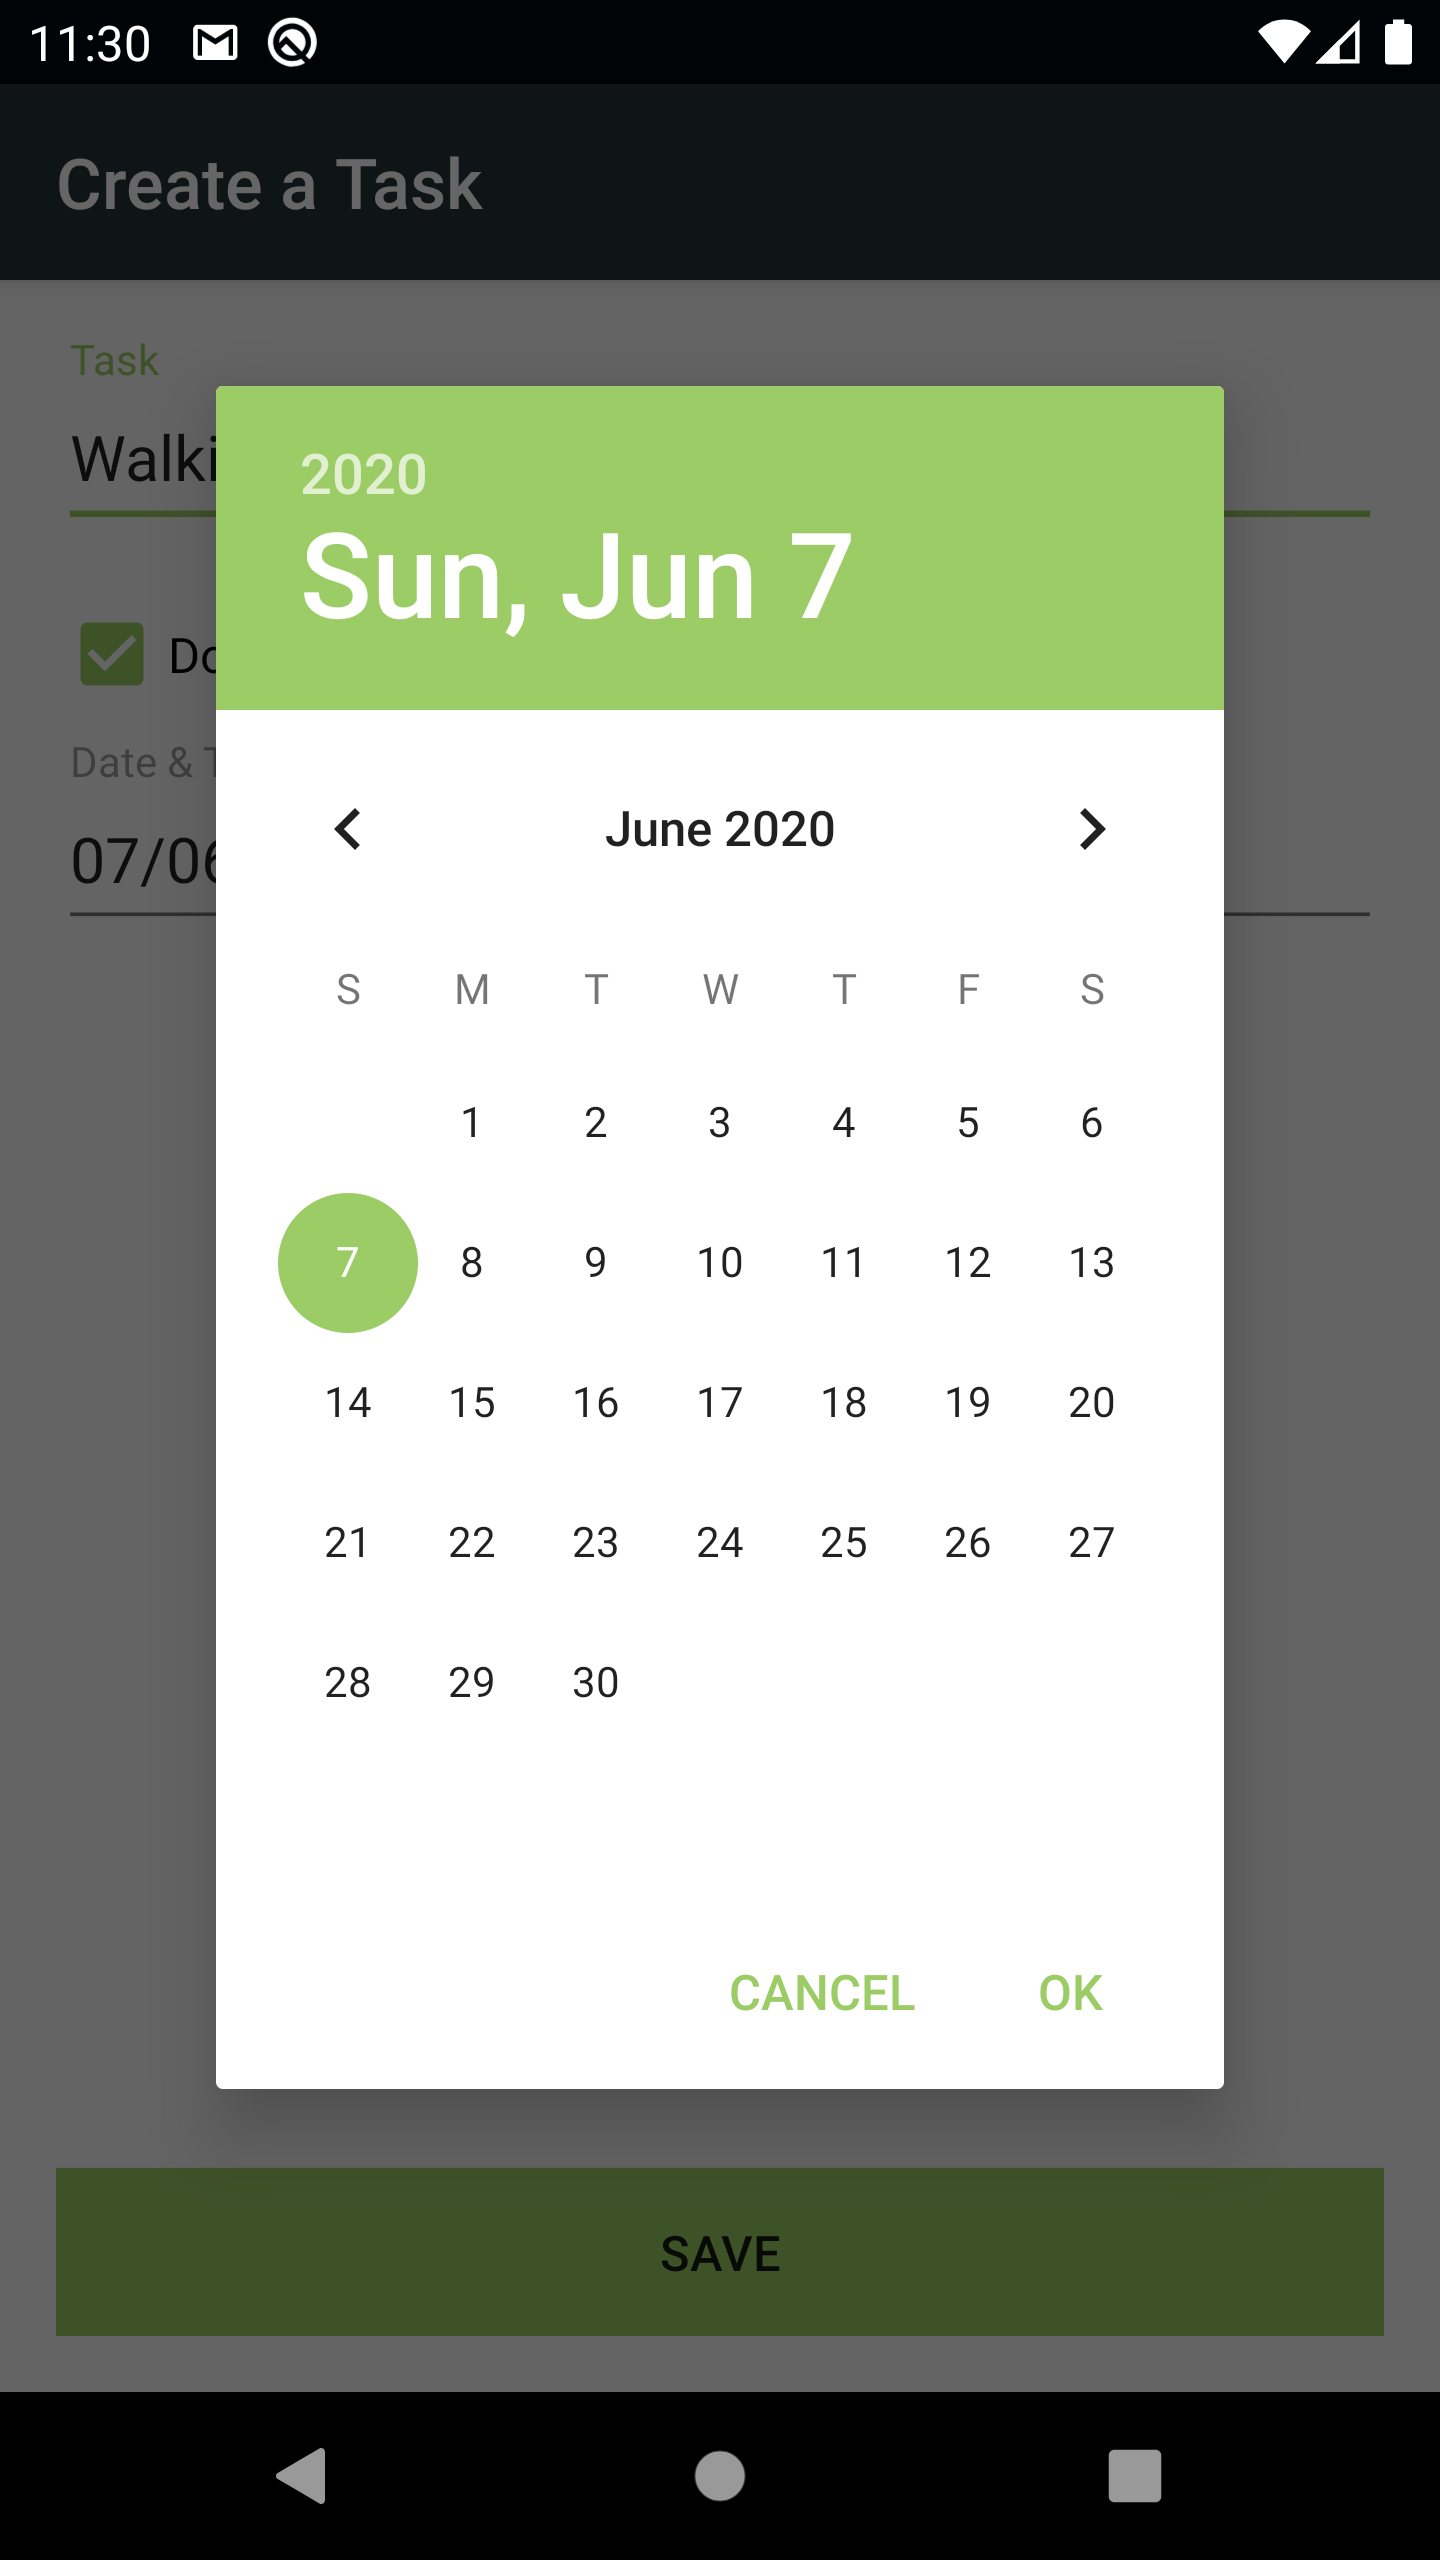 11:30
Create a Task
Task
Walki
2020
Sun, Jun 7
Date &
07/06
June 2020
S M T W T F S
1 2 3 4 5 6
7 8 9 10 11 12 13
14 15 16 17 18 19 20
21 22 23 24 25 26 27
28 29 30
CANCEL OK
SAVE